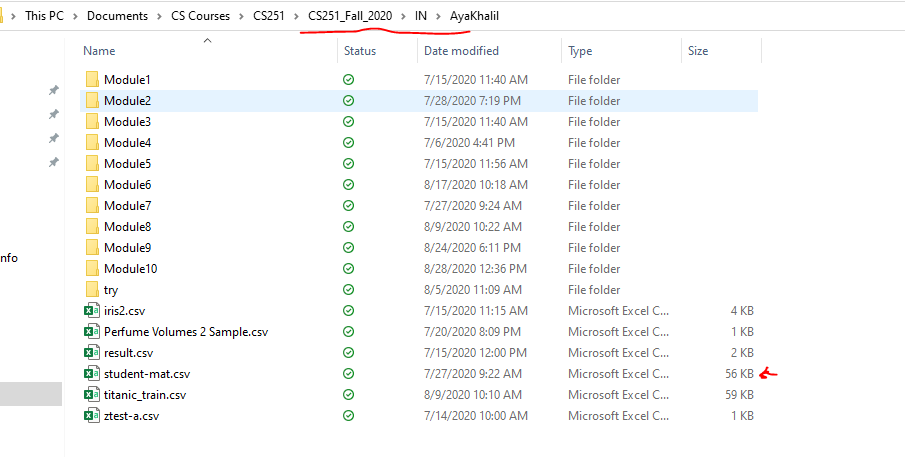 This PC > Documents > CS Courses > CS251 > CS251_Fall_2020 > IN > AyaKhalil
Name Status Date modified Type Size
Module1 7/15/2020 11:40 AM File folder
Module2 7/28/2020 7:19 PM File folder
Module3 7/15/2020 11:40 AM File folder
Module4 7/6/2020 4:41 PM File folder
Module5 7/15/2020 11:56 AM File folder
Module6 8/17/2020 10:18 AM File folder
Module7 7/27/2020 9:24 AM File folder
Module8 8/9/2020 10:22 AM File folder
Module9 8/24/2020 6:11 PM File folder
nfo
Module10 8/28/2020 12:36 PM File folder
try 8/5/2020 11:09 AM File folder
iris2.csv 7/15/2020 11:15 AM Microsoft Excel C... 4 KB
Perfume Volumes 2 Sample.csv 7/20/2020 8:09 PM Microsoft Excel C... 1 KB
result.csv 7/15/2020 12:00 PM Microsoft Excel C... 2 KB
student-mat.csv 7/27/2020 9:22 AM Microsoft Excel C... 56 KB
titanic_train.csv 8/9/2020 10:10 AM Microsoft Excel C... 59 KB
ztest-a.csv 7/14/2020 10:00 AM Microsoft Excel C... 1 KB